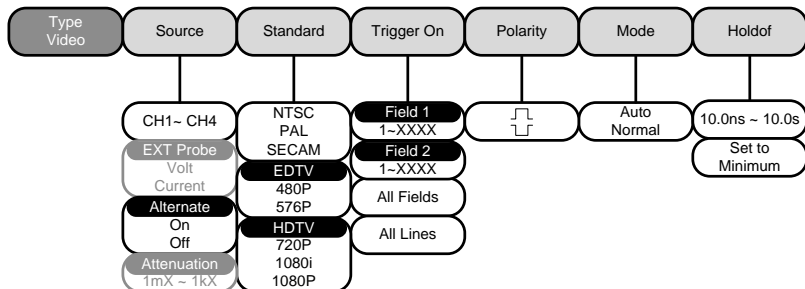 Type
Video
Source
Standard
Trigger On
Polarity
Mode
Holdof
CH1~ CH4
EXT Probe
Volt
Current
Alternate
On
Off
Attenuation
1mX ~ 1kX
NTSC
PAL
SECAM
EDTV
480P
576P
HDTV
720P
1080i
1080P
Field 1
1~XXXX
Field 2
1~XXXX
All Fields
All Lines
Auto
Normal
10.0ns ~ 10.0s
Set to
Minimum